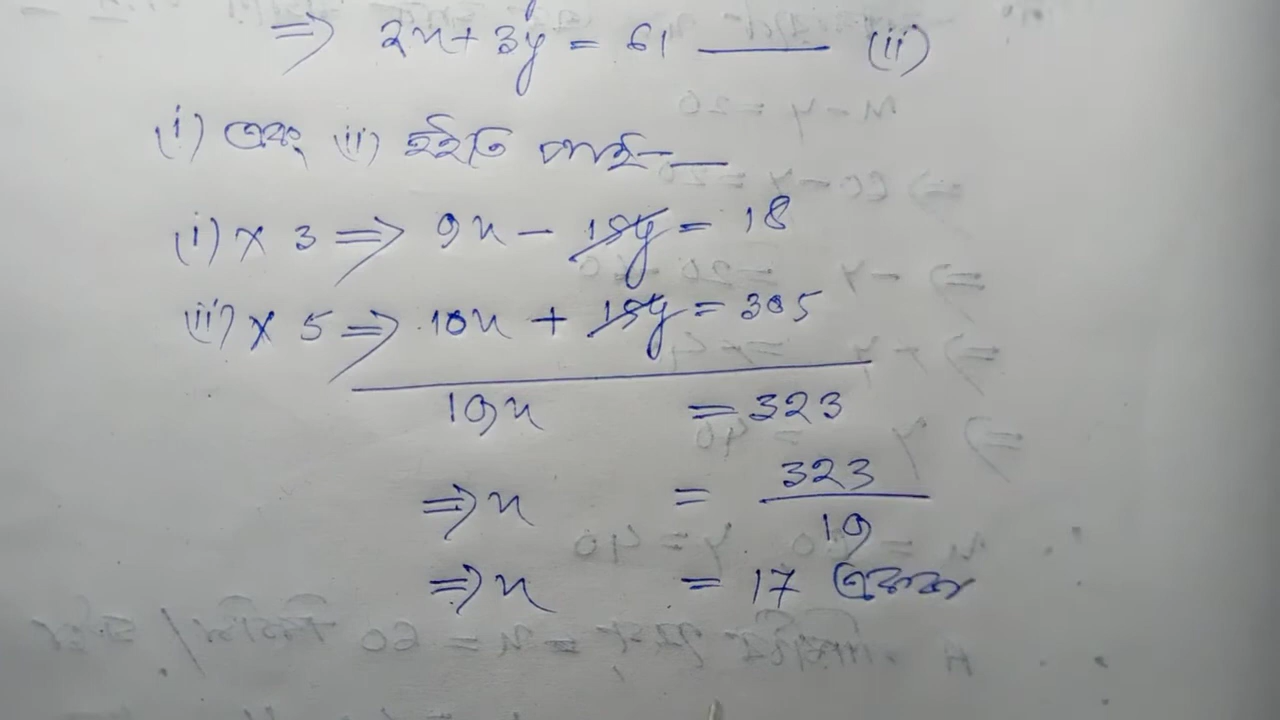 ⇒ 2x + 3y = 61 ——— (ii)
(i) এবং (ii) হইতে পাই—
(i) × 3 ⇒ 9x - 15y = 18
(ii) × 5 ⇒ 10x + 15y = 305
19x = 323
⇒ x = 323/19
⇒ x = 17 একক